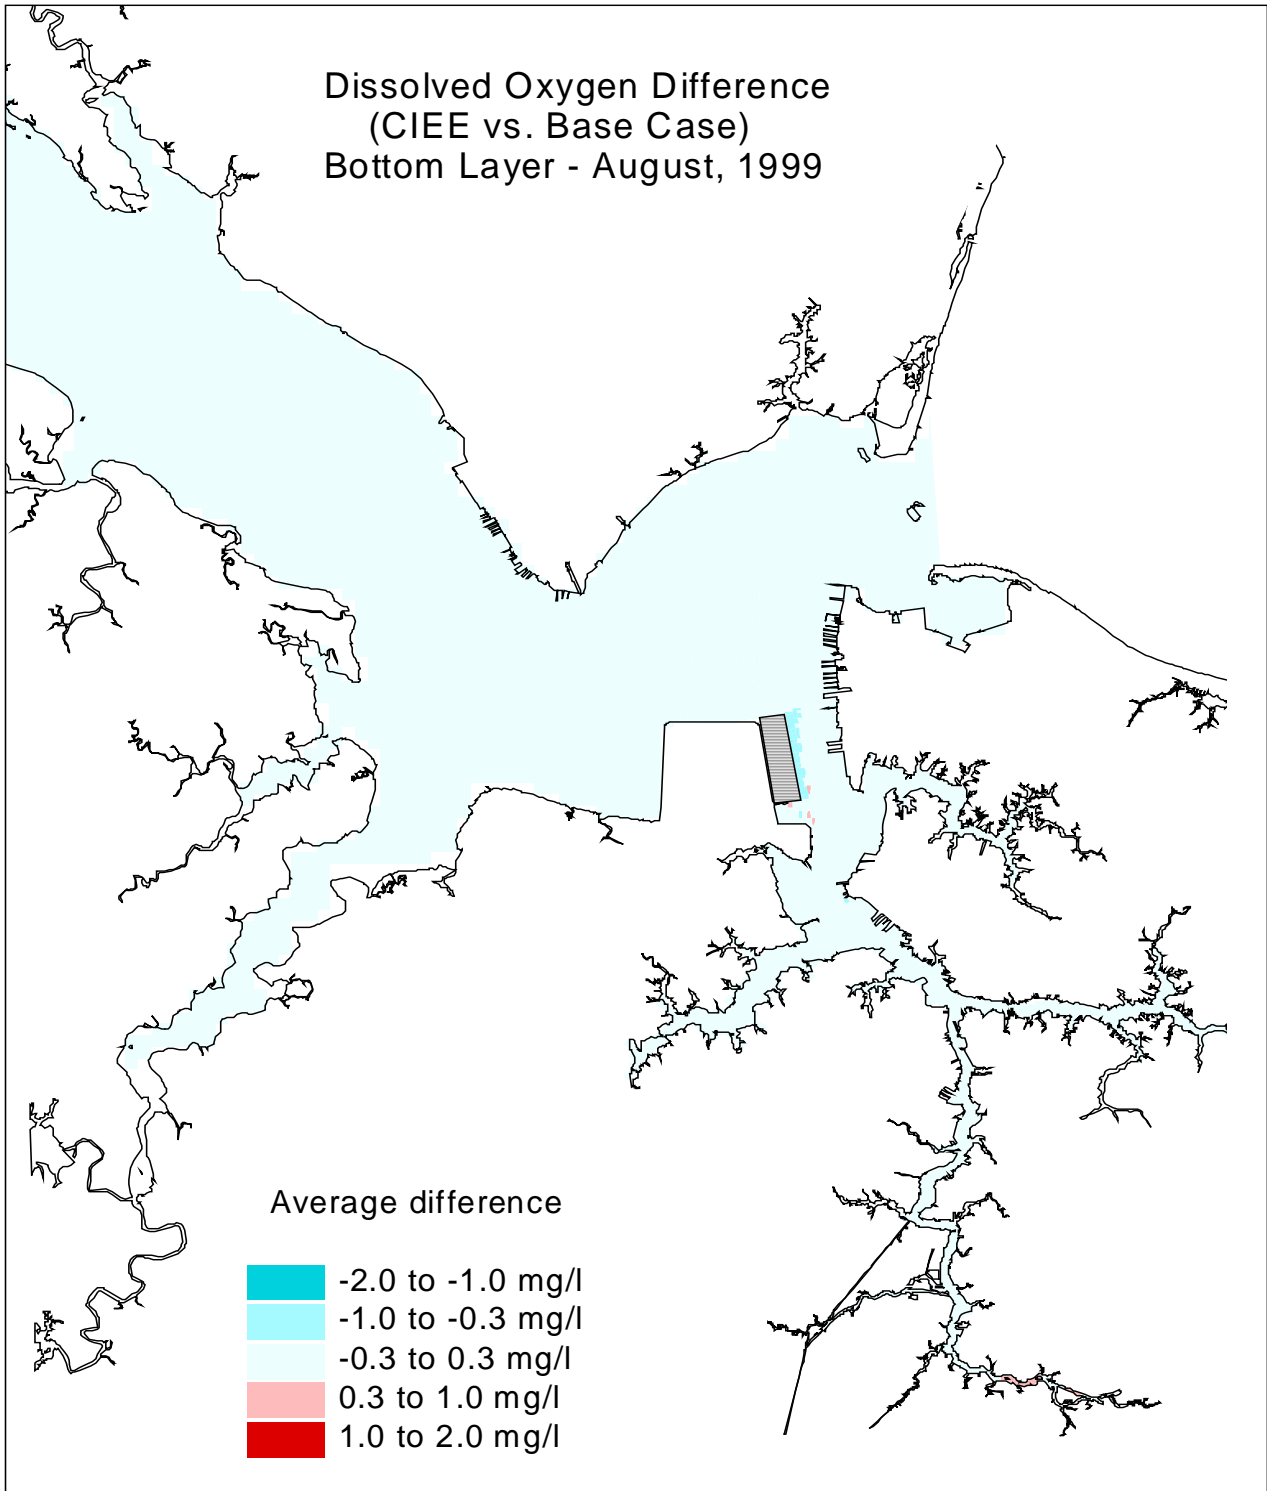 Dissolved Oxygen Difference
(CIEE vs. Base Case)
Bottom Layer - August, 1999
Average difference
-2.0 to -1.0 mg/l
-1.0 to -0.3 mg/l
-0.3 to 0.3 mg/l
0.3 to 1.0 mg/l
1.0 to 2.0 mg/l